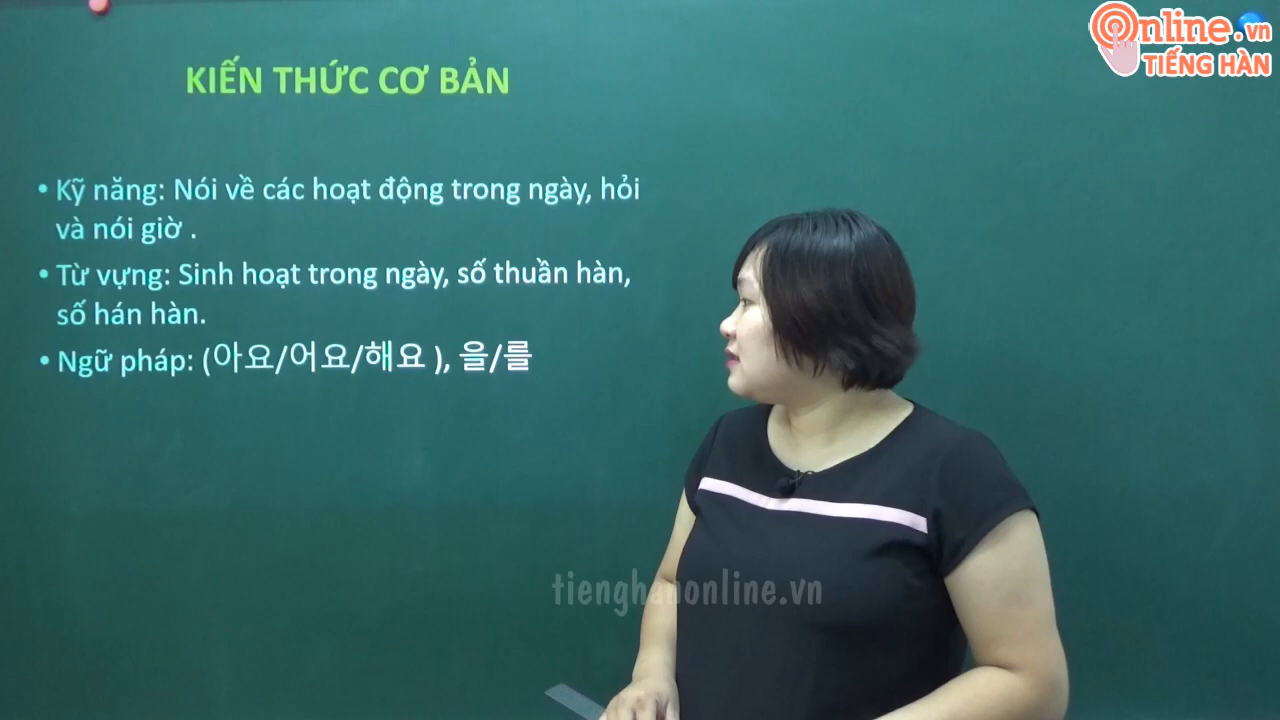 Online.vn
TIẾNG HÀN
KIẾN THỨC CƠ BẢN
• Kỹ năng: Nói về các hoạt động trong ngày, hỏi
và nói giờ .
• Từ vựng: Sinh hoạt trong ngày, số thuần hàn,
số hán hàn.
• Ngữ pháp: (아요/어요/해요 ), 을/를
tienghanonline.vn